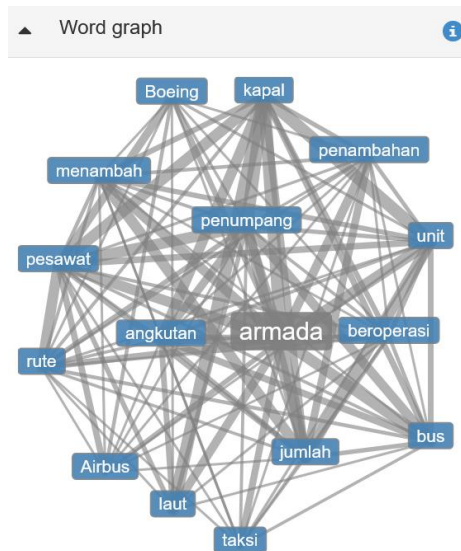 Word graph
Boeing
kapal
penambahan
menambah
penumpang
unit
pesawat
angkutan
armada
beroperasi
rute
bus
jumlah
Airbus
laut
taksi